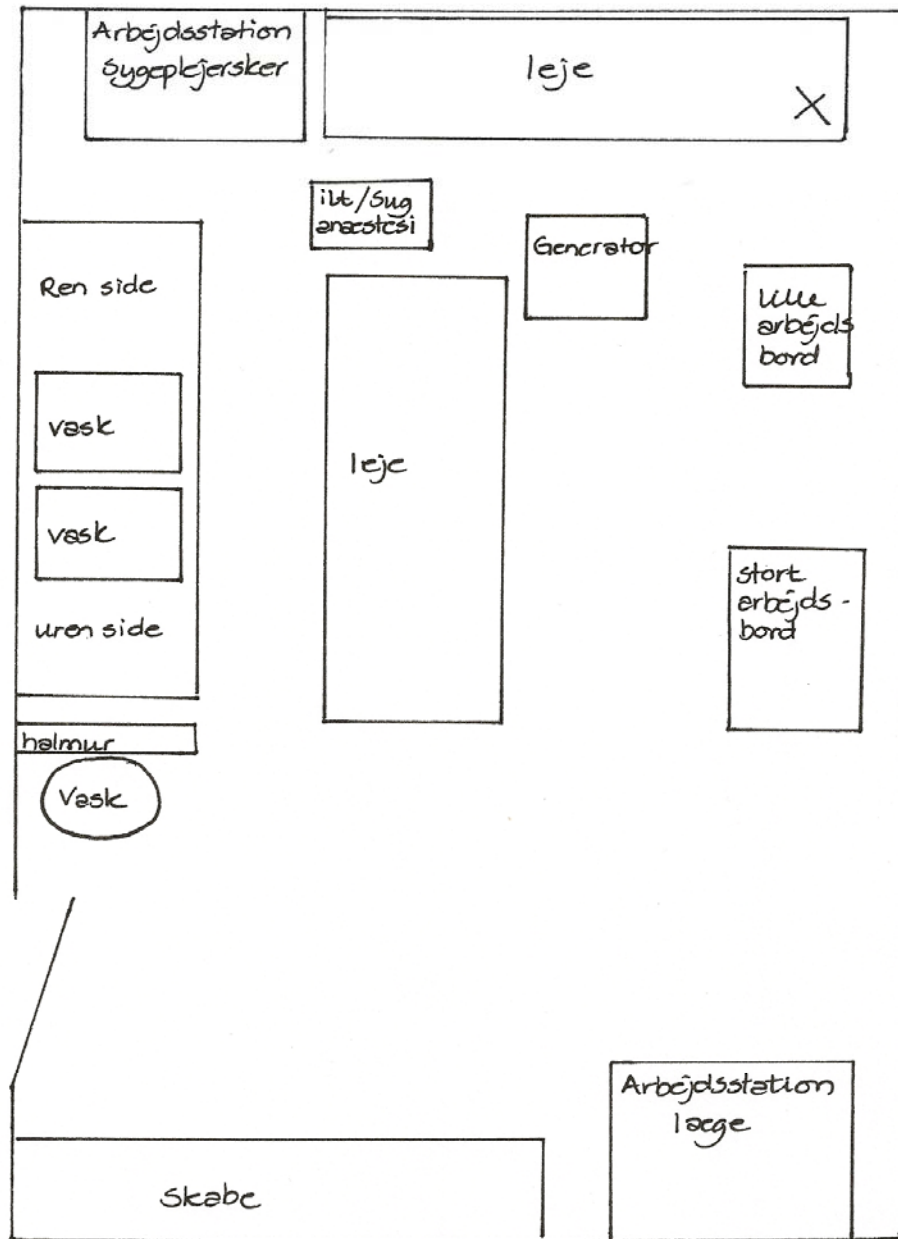 Arbejdsstation
sygeplejersker
leje
X
ilt/sug
anæstesi
Generator
Ren side
Lille
arbejds
bord
vask
leje
vask
stort
arbejds-
bord
uren side
halmur
Vask
Arbejdsstation
læge
Skabe